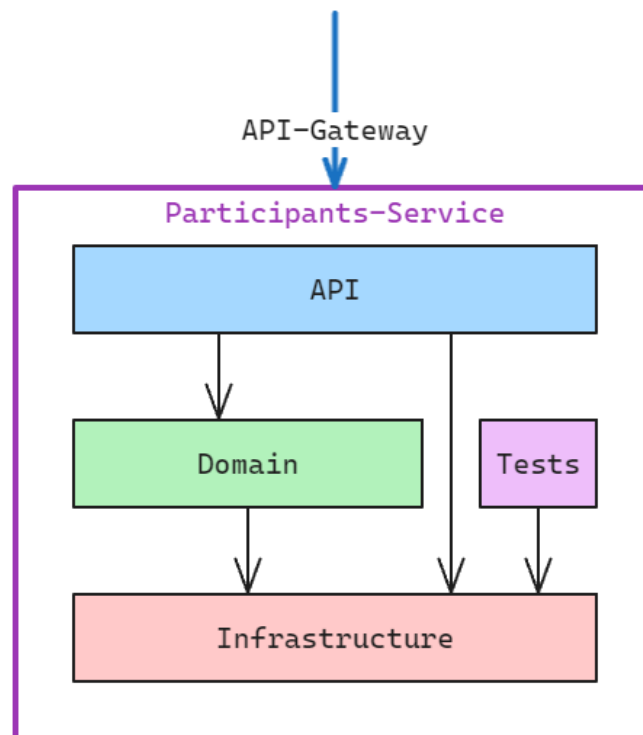 API-Gateway
Participants-Service
API
Domain
Tests
Infrastructure